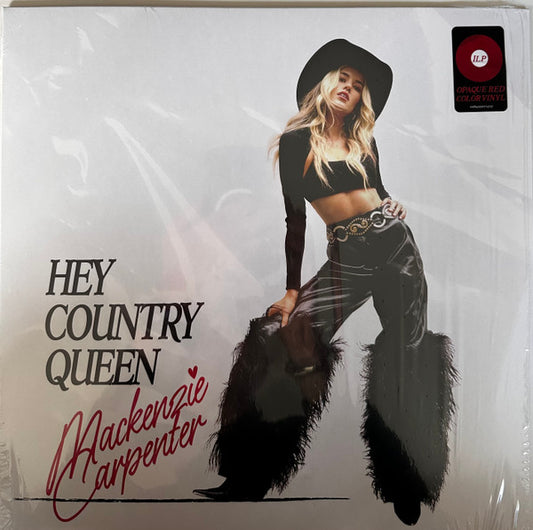 1LP
OPAQUE RED
COLOR VINYL
HEY
COUNTRY
QUEEN
Mackenzie
Carpenter